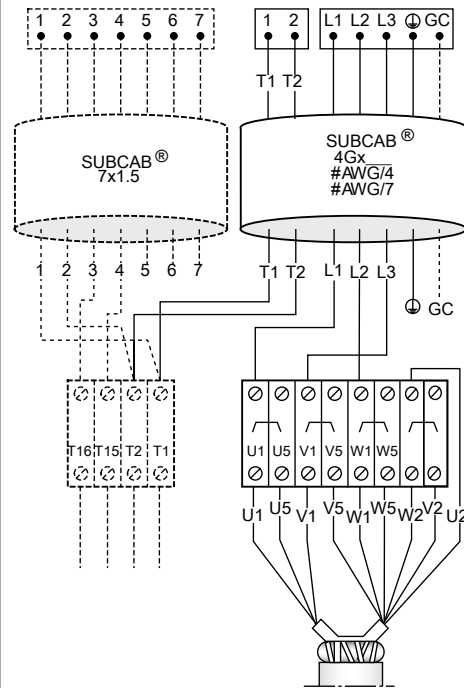 1 2 3 4 5 6 7
1 2
L1 L2 L3 GC
T1 T2
SUBCAB ®
7x1.5
SUBCAB ®
4Gx___
#AWG/4
#AWG/7
1 2 3 4 5 6 7
T1 T2 L1 L2 L3
GC
T16 T15 T2 T1
U1 U5 V1 V5 W1 W5
U1 U5 V1 V5 W1 W5 W2 V2 U2